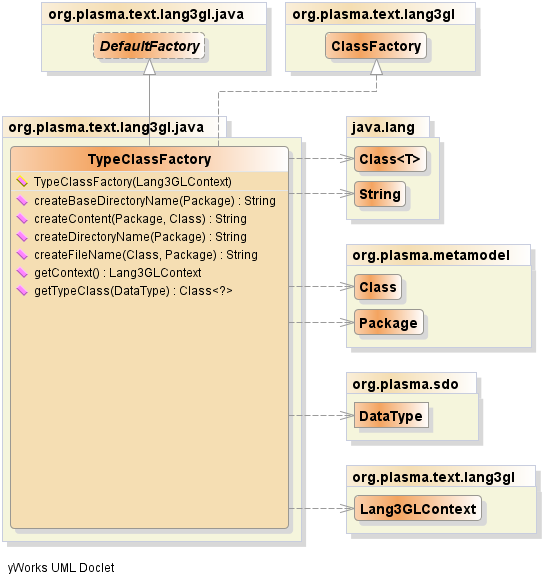 org.plasma.text.lang3gl.java
DefaultFactory
org.plasma.text.lang3gl
ClassFactory
org.plasma.text.lang3gl.java
TypeClassFactory
TypeClassFactory(Lang3GLContext)
createBaseDirectoryName(Package) : String
createContent(Package, Class) : String
createDirectoryName(Package) : String
createFileName(Class, Package) : String
getContext() : Lang3GLContext
getTypeClass(DataType) : Class<?>
java.lang
Class<T>
String
org.plasma.metamodel
Class
Package
org.plasma.sdo
DataType
org.plasma.text.lang3gl
Lang3GLContext
yWorks UML Doclet